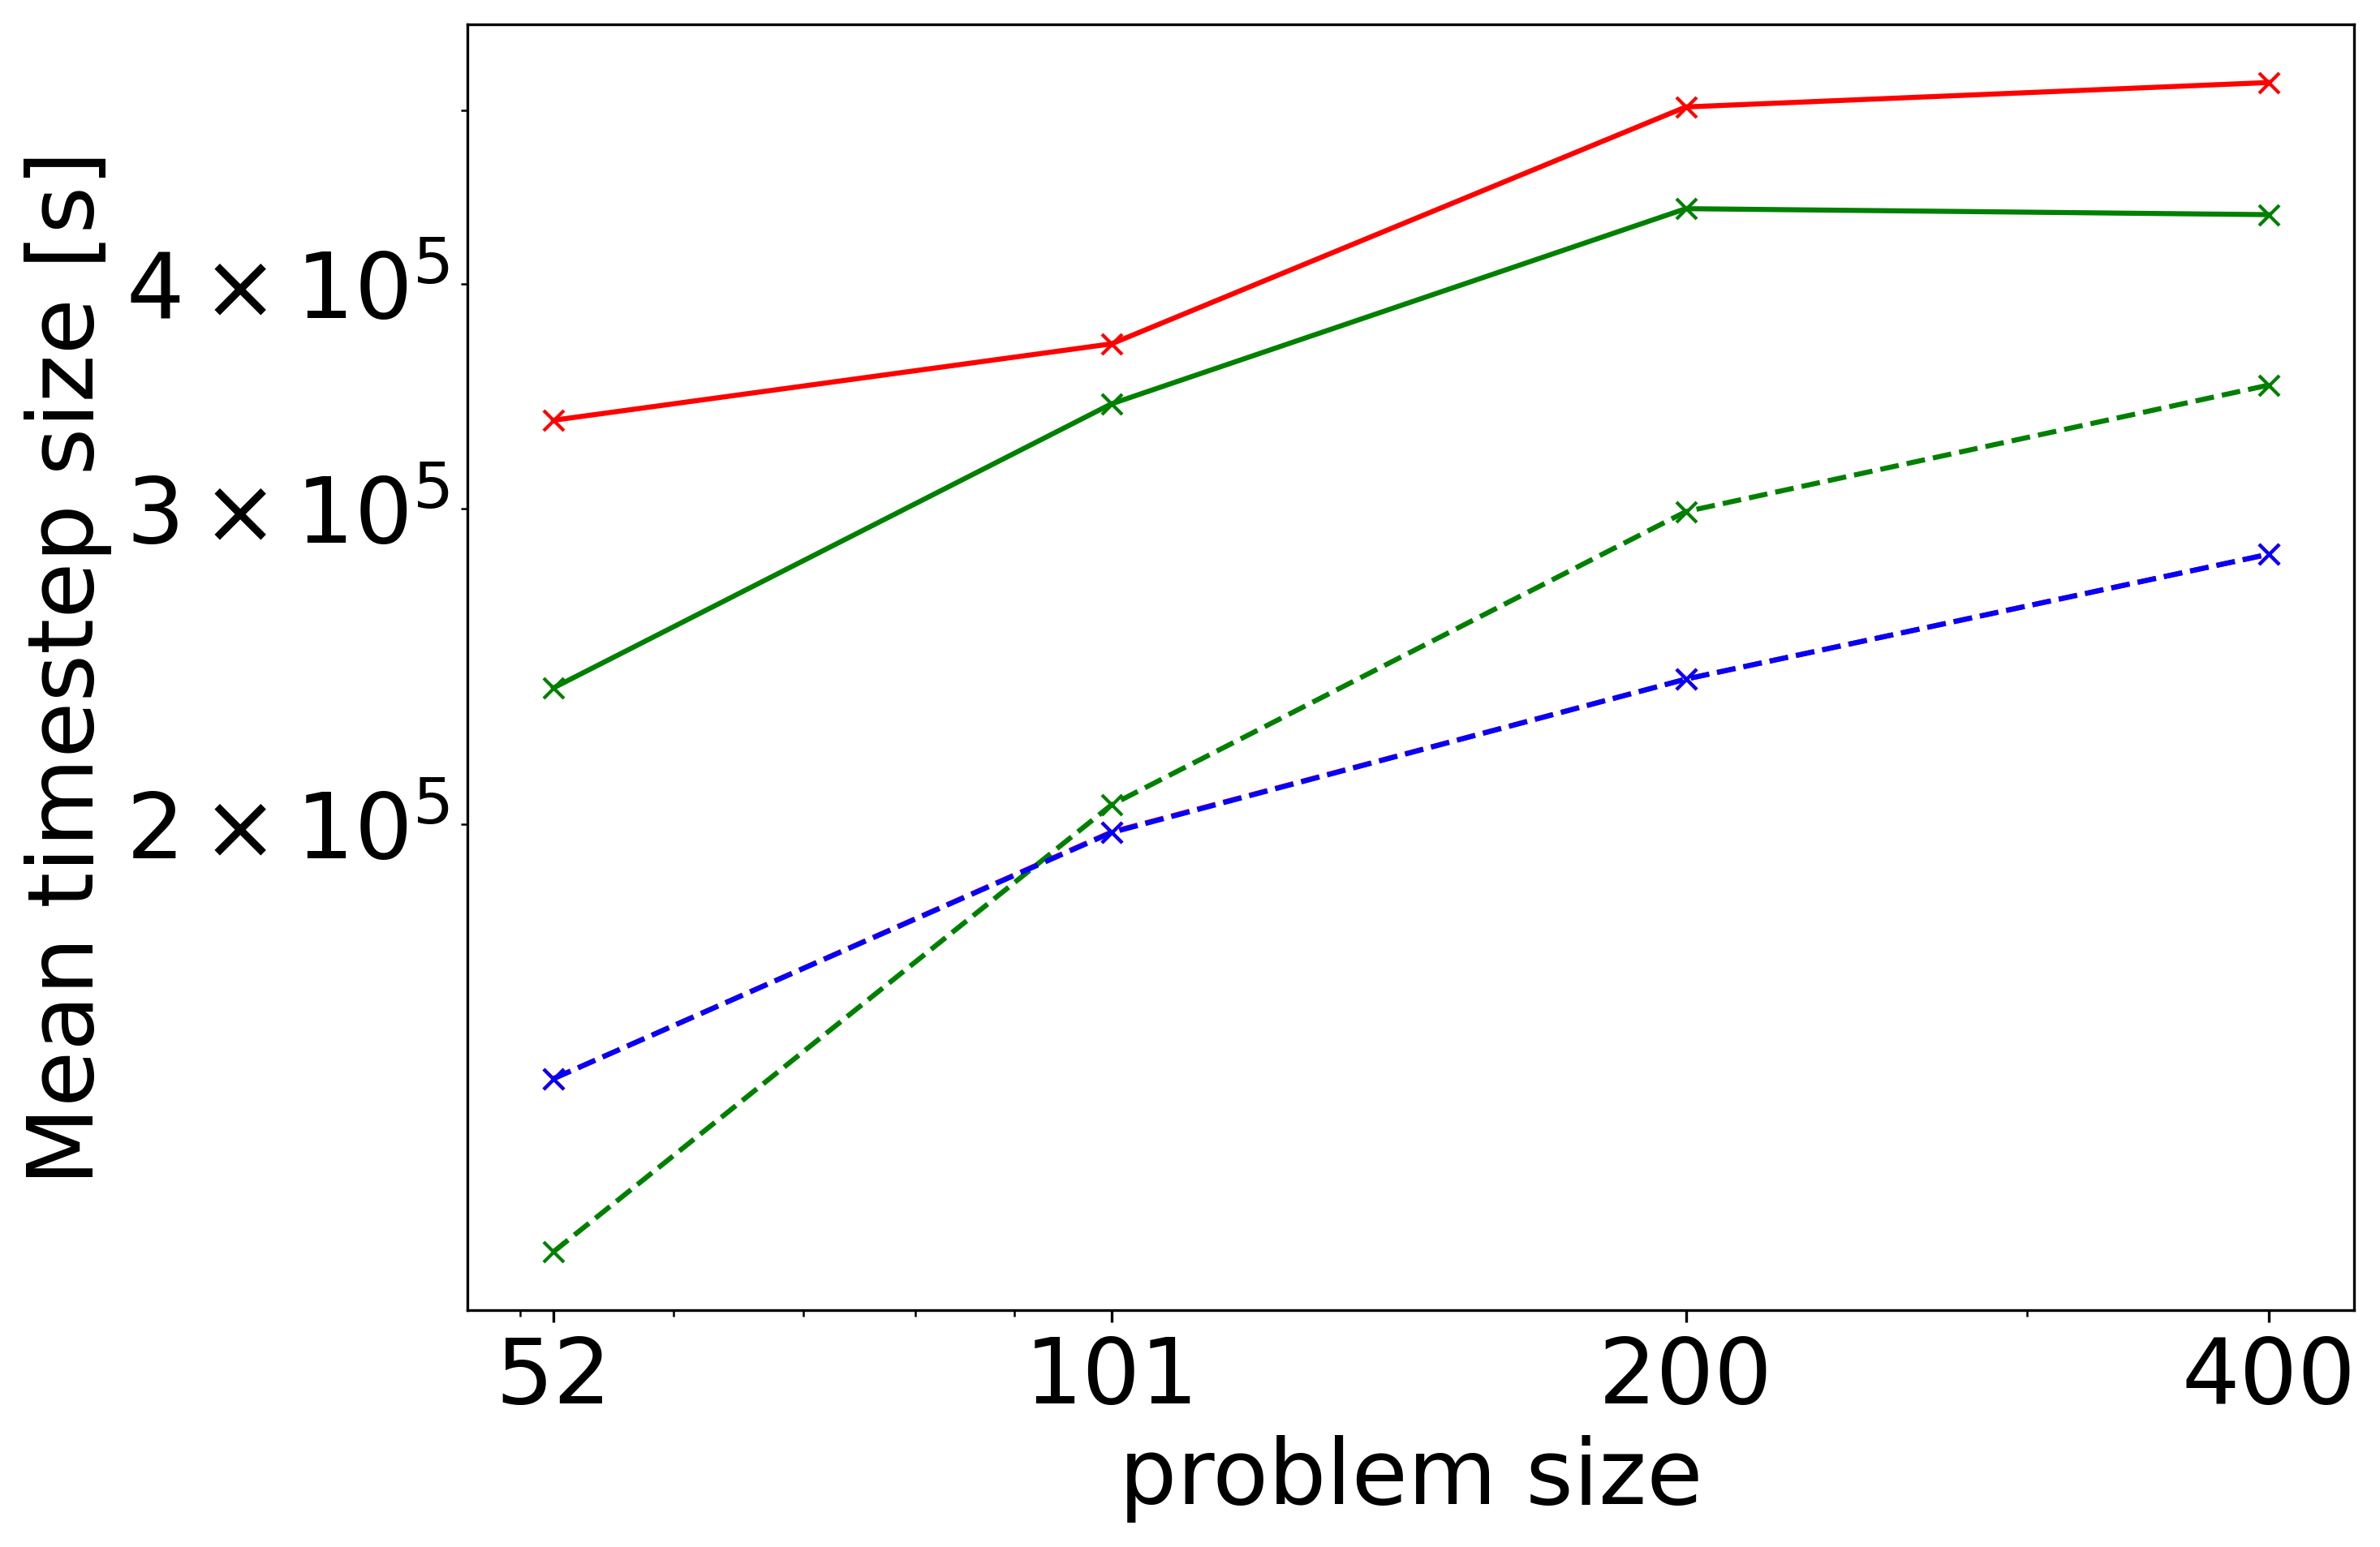 Mean timestep size [s]
4 × 10⁵
3 × 10⁵
2 × 10⁵
52 101 200 400
problem size